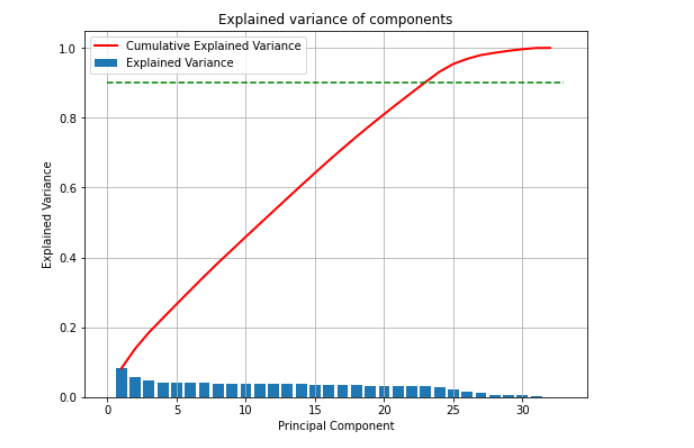 Explained variance of components
Cumulative Explained Variance
Explained Variance
1.0
0.8
0.6
0.4
0.2
0.0
Explained Variance
0 5 10 15 20 25 30
Principal Component